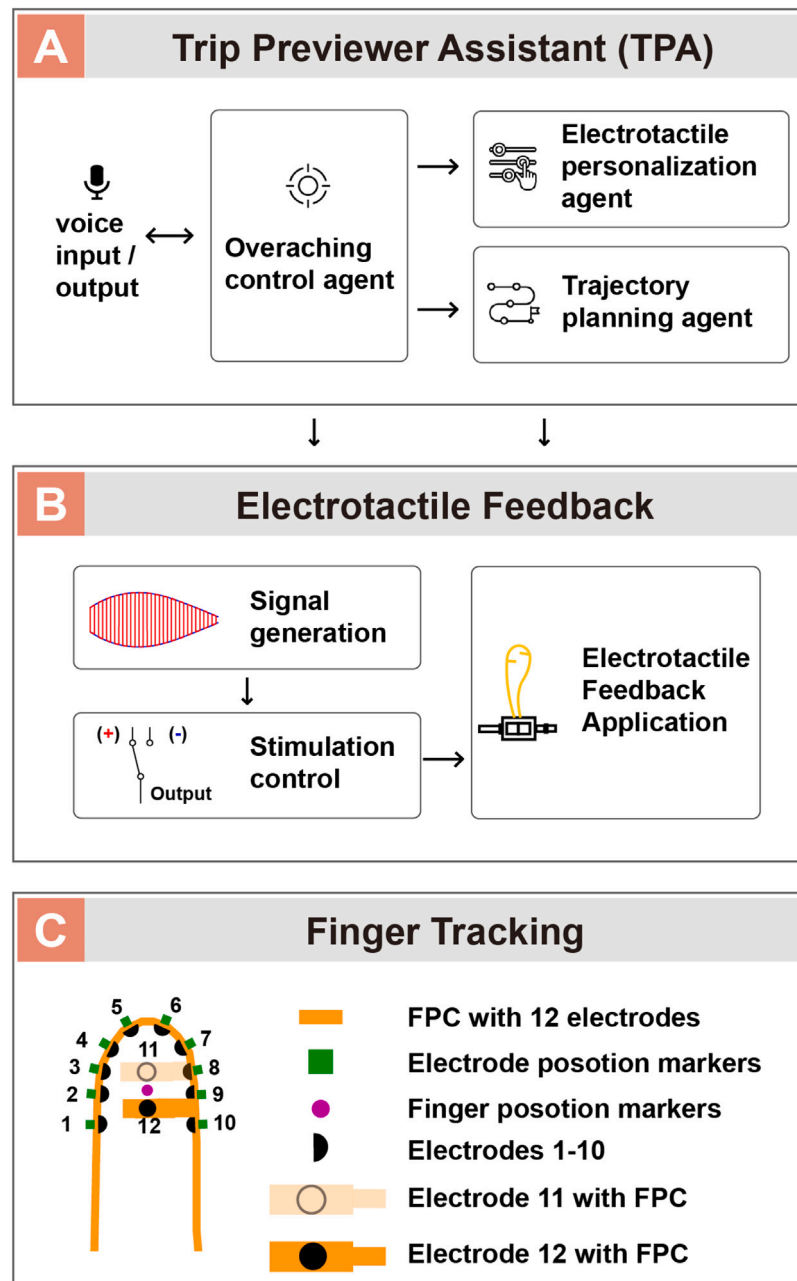 A
Trip Previewer Assistant (TPA)
voice
input /
output
Overaching
control agent
Electrotactile
personalization
agent
Trajectory
planning agent
B
Electrotactile Feedback
Signal
generation
(+)
(-)
Output
Stimulation
control
Electrotactile
Feedback
Application
C
Finger Tracking
5
6
4
7
3
11
8
2
9
1
12
10
FPC with 12 electrodes
Electrode posotion markers
Finger posotion markers
Electrodes 1-10
Electrode 11 with FPC
Electrode 12 with FPC